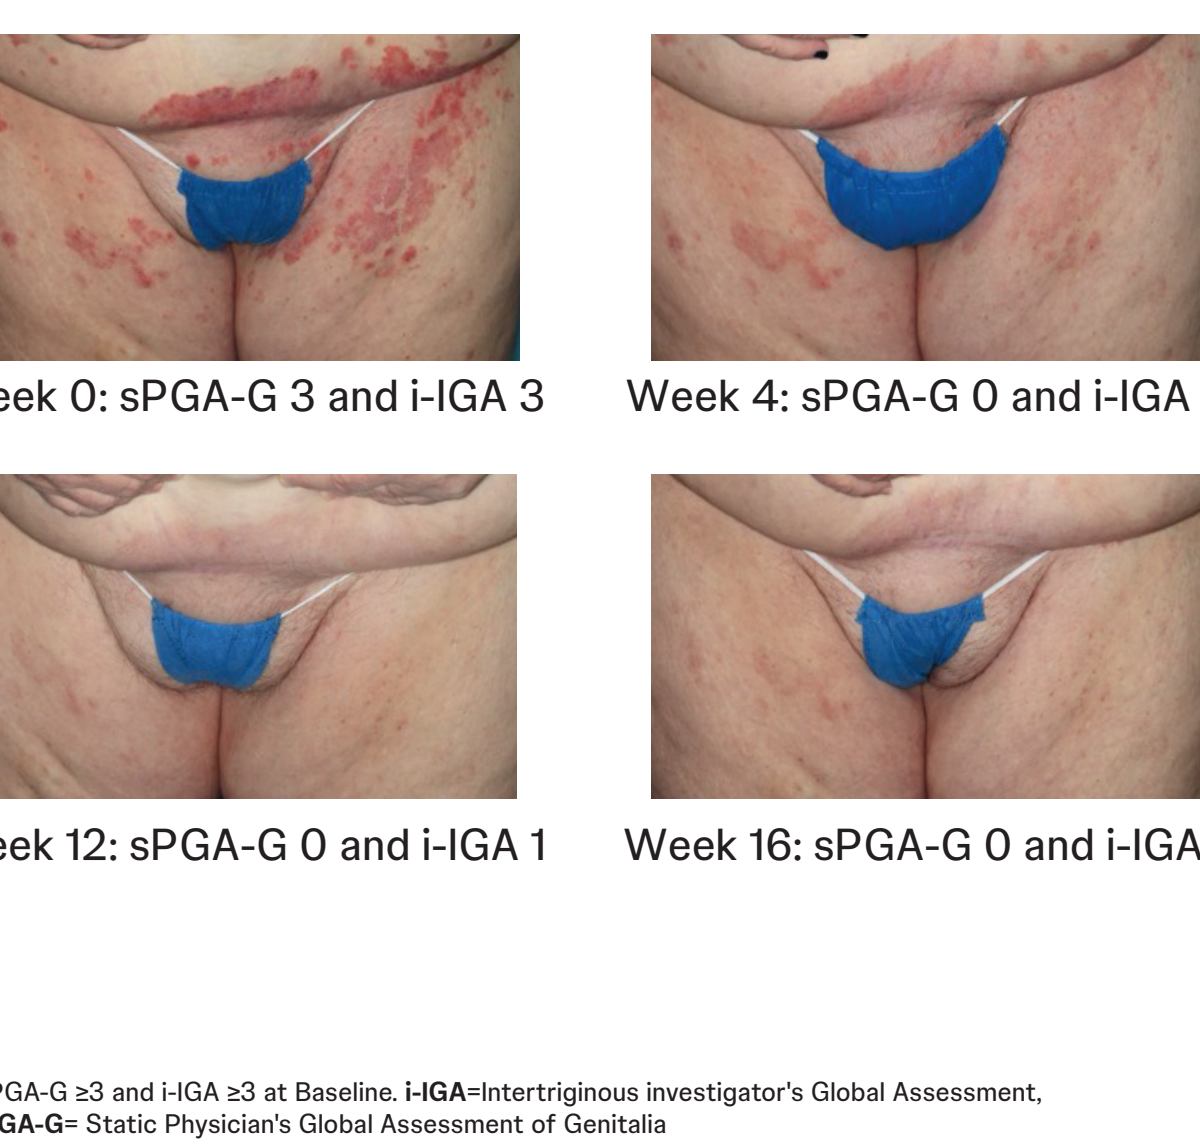 eek 0: sPGA-G 3 and i-IGA 3
Week 4: sPGA-G 0 and i-IGA
eek 12: sPGA-G 0 and i-IGA 1
Week 16: sPGA-G 0 and i-IGA
PGA-G ≥3 and i-IGA ≥3 at Baseline. i-IGA=Intertriginous investigator's Global Assessment,
GA-G= Static Physician's Global Assessment of Genitalia